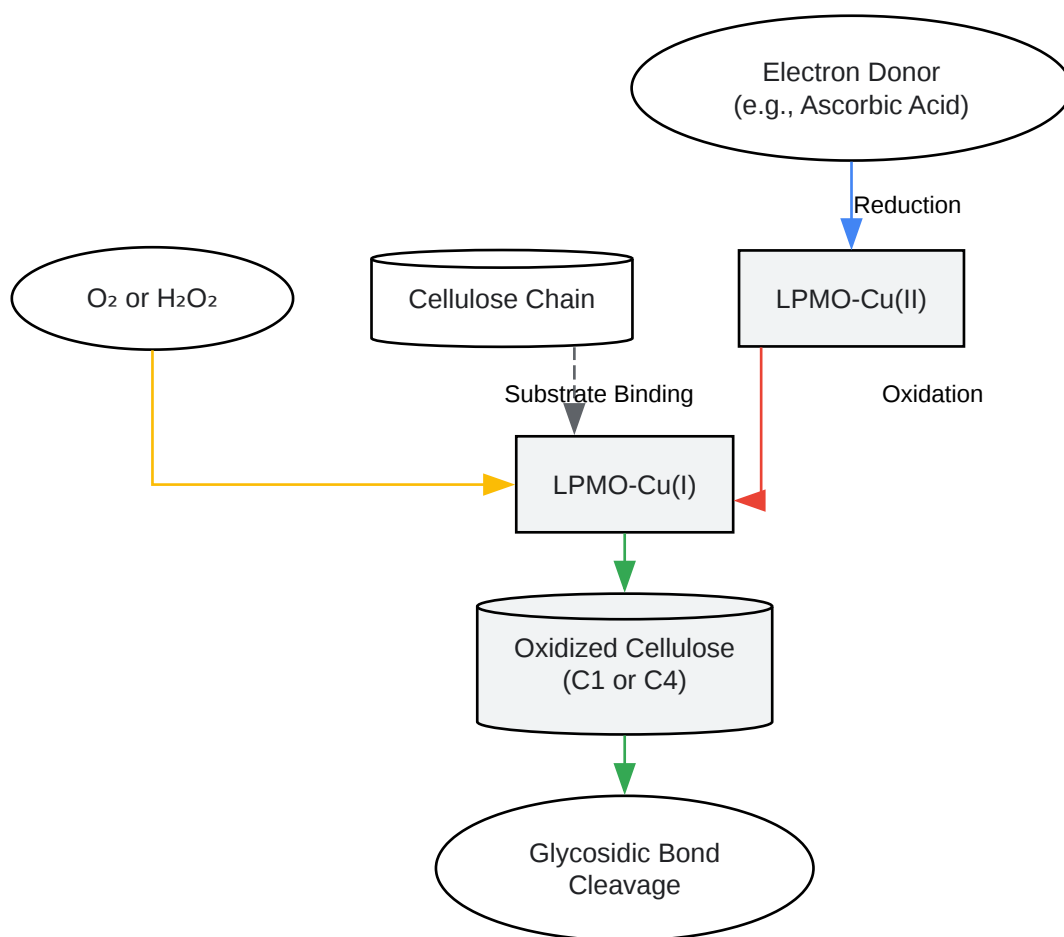 Electron Donor
(e.g., Ascorbic Acid)
Reduction
O₂ or H₂O₂
Cellulose Chain
LPMO-Cu(II)
Substrate Binding
Oxidation
LPMO-Cu(I)
Oxidized Cellulose
(C1 or C4)
Glycosidic Bond
Cleavage